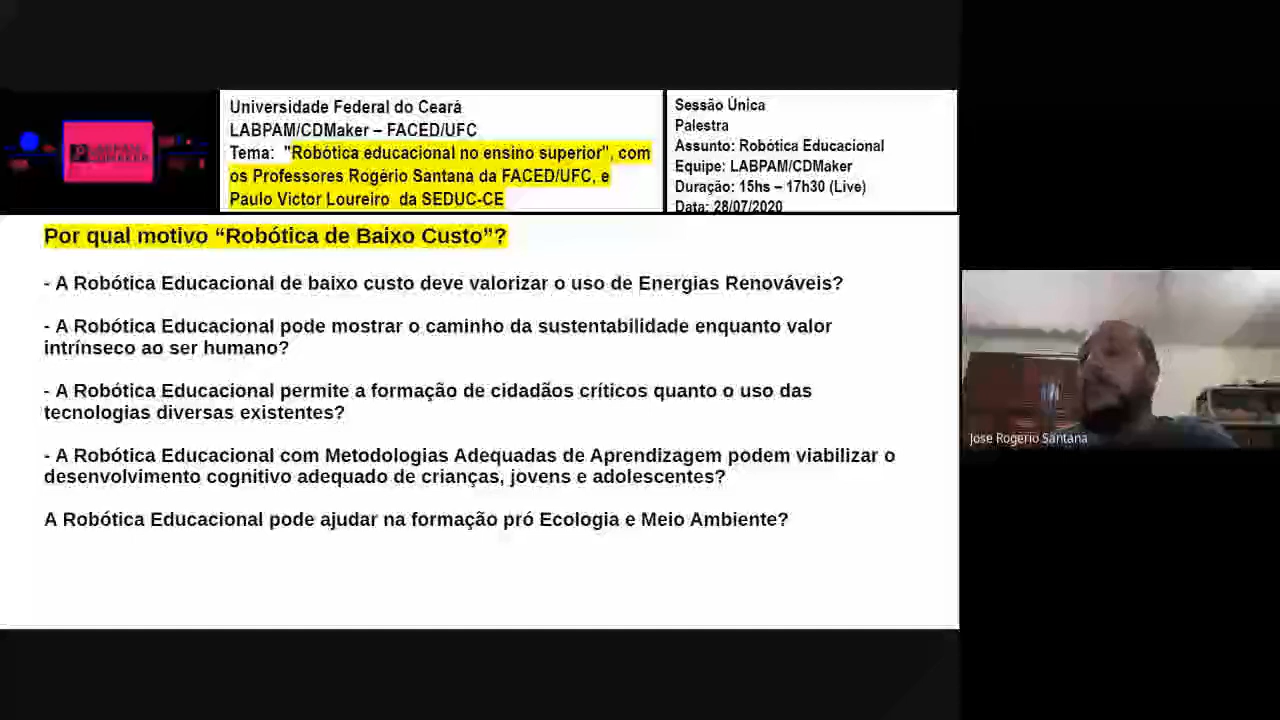 Universidade Federal do Ceará
LABPAM/CDMaker – FACED/UFC
Tema: "Robótica educacional no ensino superior", com
os Professores Rogério Santana da FACED/UFC, e
Paulo Victor Loureiro da SEDUC-CE
Sessão Única
Palestra
Assunto: Robótica Educacional
Equipe: LABPAM/CDMaker
Duração: 15hs – 17h30 (Live)
Data: 28/07/2020
Por qual motivo “Robótica de Baixo Custo”?
- A Robótica Educacional de baixo custo deve valorizar o uso de Energias Renováveis?
- A Robótica Educacional pode mostrar o caminho da sustentabilidade enquanto valor
intrínseco ao ser humano?
- A Robótica Educacional permite a formação de cidadãos críticos quanto o uso das
tecnologias diversas existentes?
- A Robótica Educacional com Metodologias Adequadas de Aprendizagem podem viabilizar o
desenvolvimento cognitivo adequado de crianças, jovens e adolescentes?
A Robótica Educacional pode ajudar na formação pró Ecologia e Meio Ambiente?
Jose Rogério Santana